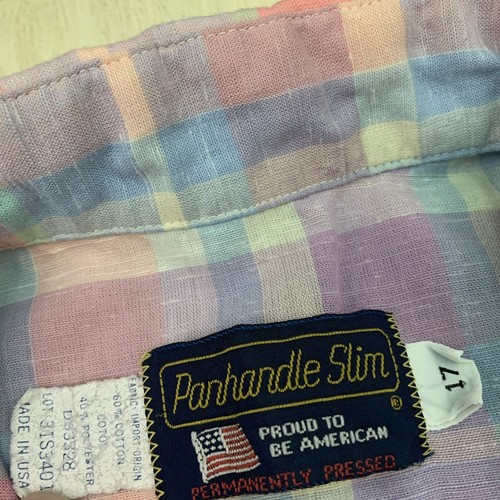 Panhandle Slim
®
PROUD TO
BE AMERICAN
PERMANENTLY PRESSED
17
FABRIC IMPORT ORIGIN
60% COTTON
40% POLYESTER
LOT 3TS3401
MADE IN USA